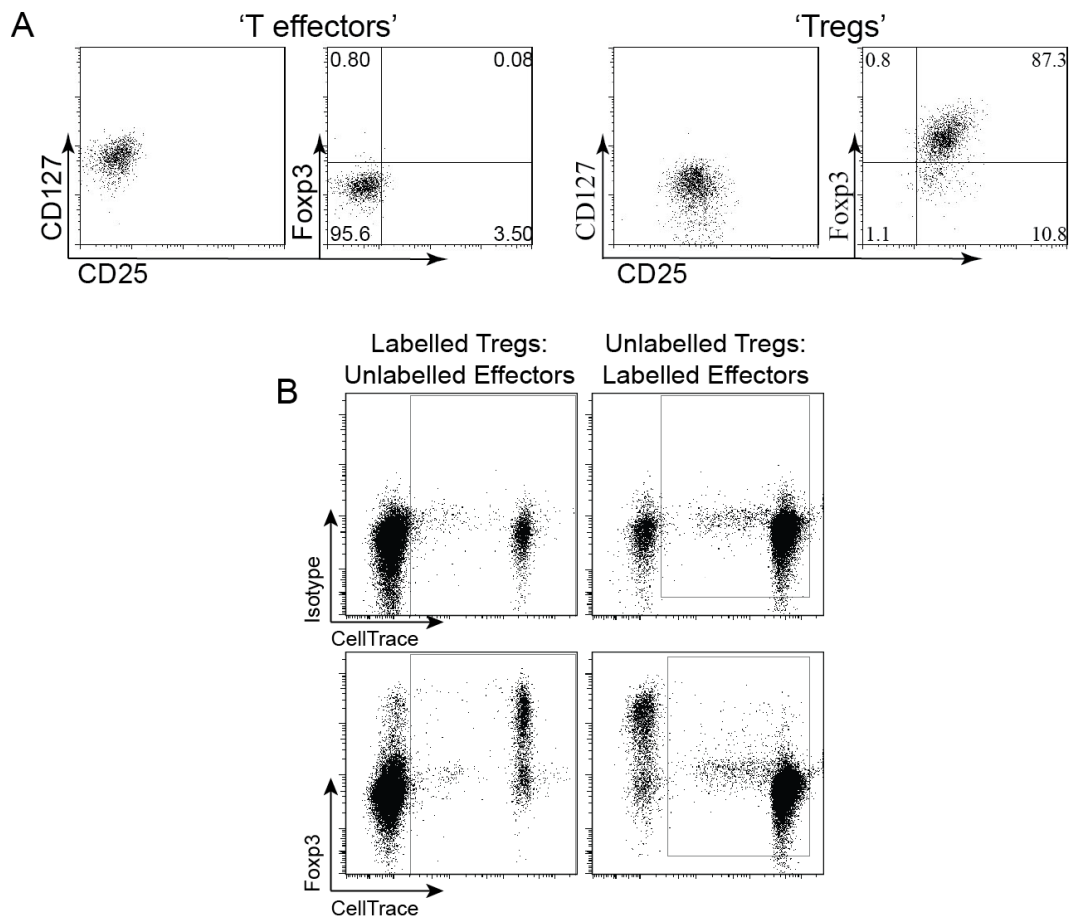 A
‘T effectors’
‘Tregs’
CD127
0.80
0.08
Foxp3
95.6
3.50
CD25
CD127
0.8
87.3
Foxp3
1.1
10.8
CD25
B
Labelled Tregs:
Unlabelled Effectors
Unlabelled Tregs:
Labelled Effectors
Isotype
CellTrace
Foxp3
CellTrace